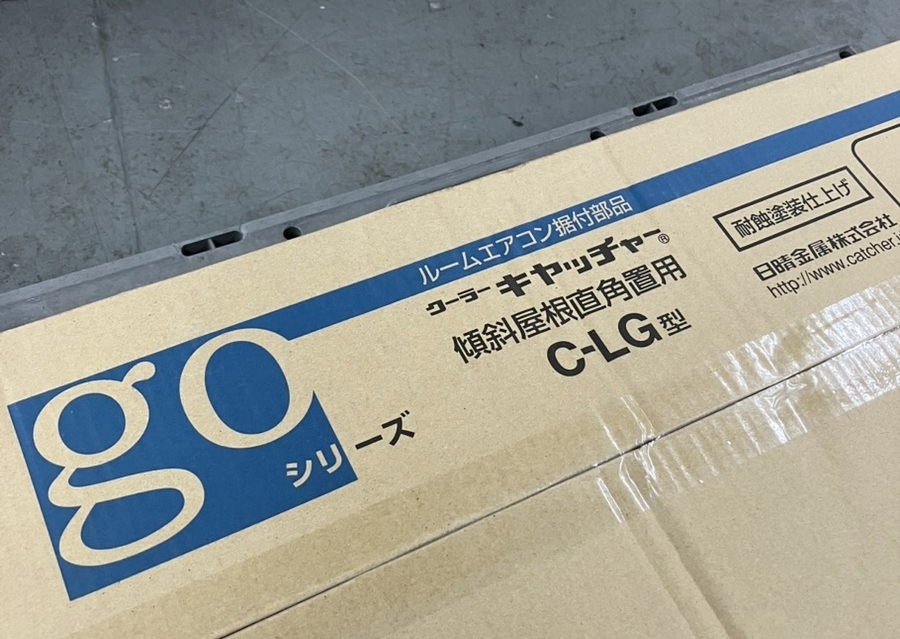 go
シリーズ
ルームエアコン据付部品
クーラーキャッチャー®
傾斜屋根直角置用
C-LG型
耐蝕塗装仕上げ
日晴金属株式会社
http://www.catcher.